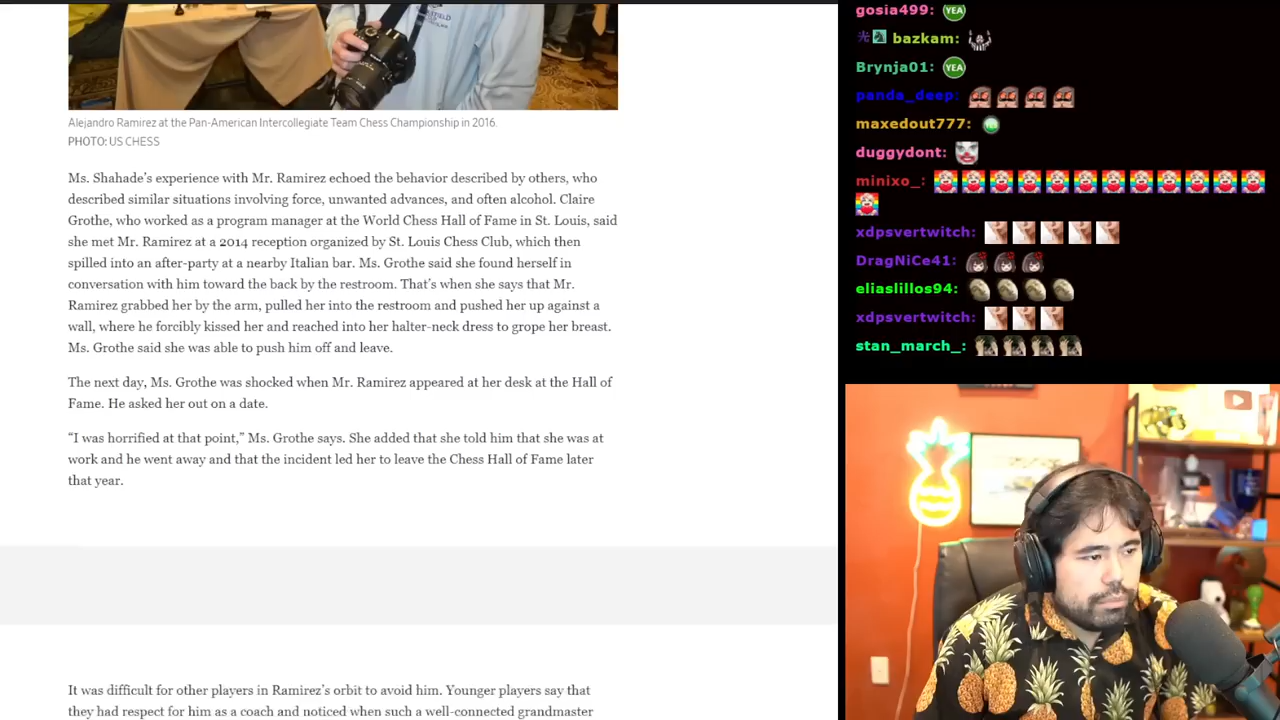 Alejandro Ramirez at the Pan-American Intercollegiate Team Chess Championship in 2016.
PHOTO: US CHESS
Ms. Shahade's experience with Mr. Ramirez echoed the behavior described by others, who
described similar situations involving force, unwanted advances, and often alcohol. Claire
Grothe, who worked as a program manager at the World Chess Hall of Fame in St. Louis, said
she met Mr. Ramirez at a 2014 reception organized by St. Louis Chess Club, which then
spilled into an after-party at a nearby Italian bar. Ms. Grothe said she found herself in
conversation with him toward the back by the restroom. That's when she says that Mr.
Ramirez grabbed her by the arm, pulled her into the restroom and pushed her up against a
wall, where he forcibly kissed her and reached into her halter-neck dress to grope her breast.
Ms. Grothe said she was able to push him off and leave.
The next day, Ms. Grothe was shocked when Mr. Ramirez appeared at her desk at the Hall of
Fame. He asked her out on a date.
“I was horrified at that point,” Ms. Grothe says. She added that she told him that she was at
work and he went away and that the incident led her to leave the Chess Hall of Fame later
that year.
It was difficult for other players in Ramirez's orbit to avoid him. Younger players say that
they had respect for him as a coach and noticed when such a well-connected grandmaster
gosia499: YEA
bazkam:
Brynja01: YEA
panda_deep:
maxedout777: YES
duggydont:
minixo_:
xdpsvertwitch:
DragNiCe41:
eliaslillos94:
xdpsvertwitch:
stan_march_: